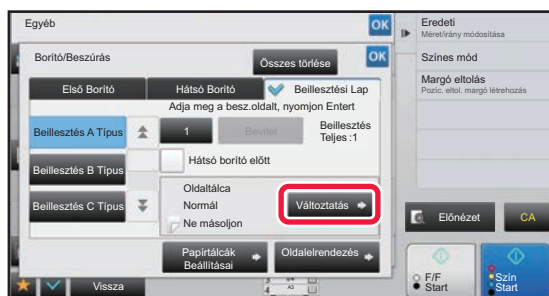 Egyéb
OK
Borító/Beszúrás
Összes törlése
OK
Első Borító
Hátsó Borító
Beillesztési Lap
Adja meg a besz.oldalt, nyomjon Entert
Beillesztés A Típus
1
Bevitel
Beillesztés
Teljes :1
Hátsó borító előtt
Beillesztés B Típus
Beillesztés C Típus
Oldaltálca
Normál
Ne másoljon
Változtatás
Papírtálcák
Beállításai
Oldalelrendezés
Vissza
A3
Eredeti
Méret/irány módosítása
Színes mód
Margó eltolás
Pozíc. eltol. margó létrehozás
Előnézet
CA
F/F
Start
Szín
Start